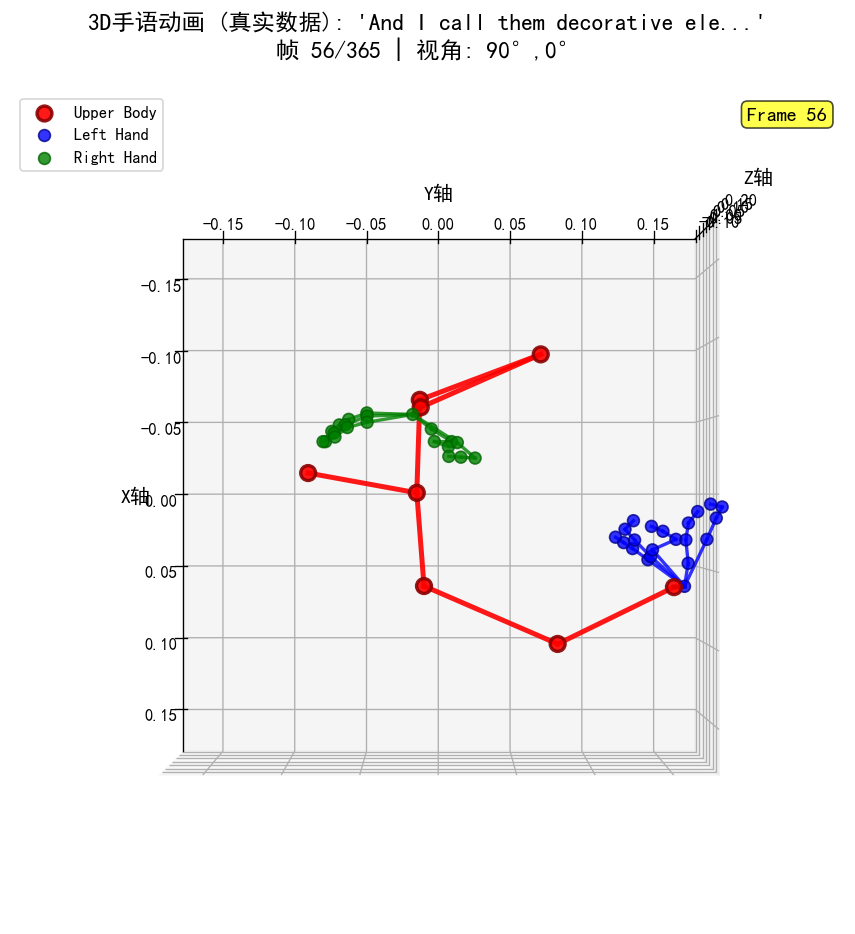 3D手语动画 (真实数据): 'And I call them decorative ele...'
帧 56/365 | 视角: 90°,0°
Upper Body
Left Hand
Right Hand
Frame 56
Z轴
Y轴
−0.15 −0.10 −0.05 0.00 0.05 0.10 0.15
−0.15
−0.10
−0.05
X轴
0.00
0.05
0.10
0.15